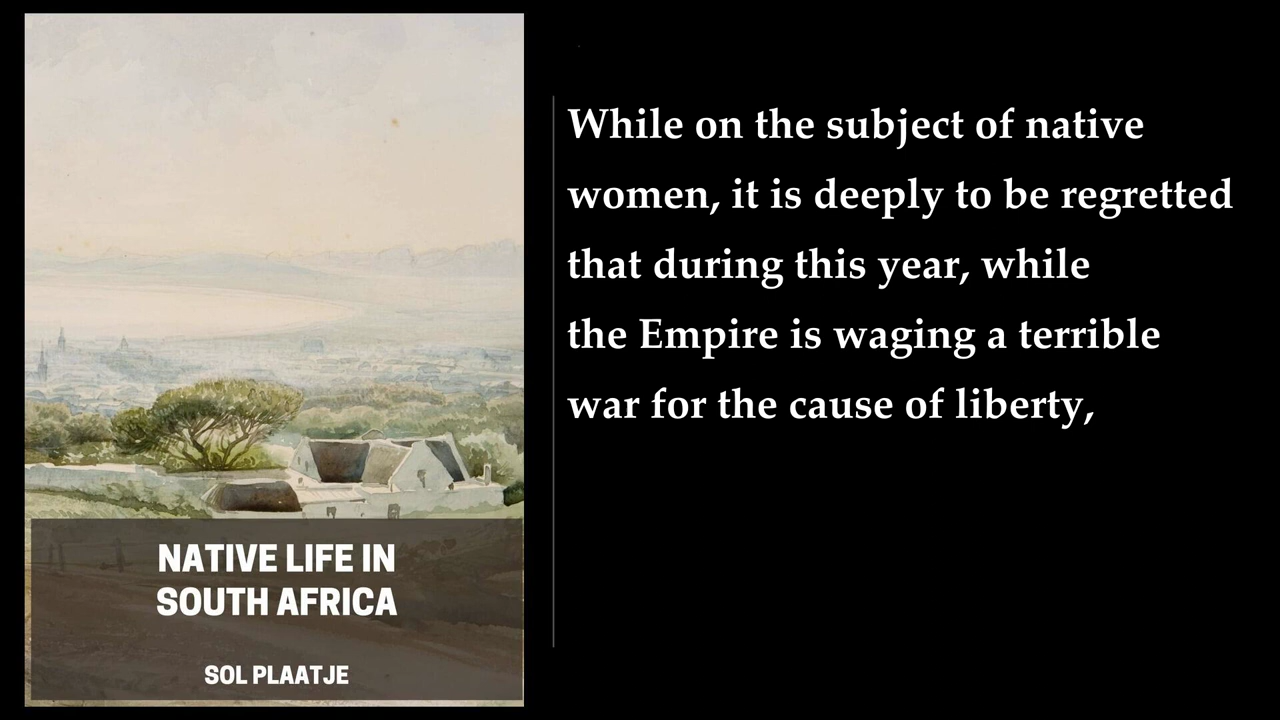 NATIVE LIFE IN
SOUTH AFRICA
SOL PLAATJE
While on the subject of native
women, it is deeply to be regretted
that during this year, while
the Empire is waging a terrible
war for the cause of liberty,